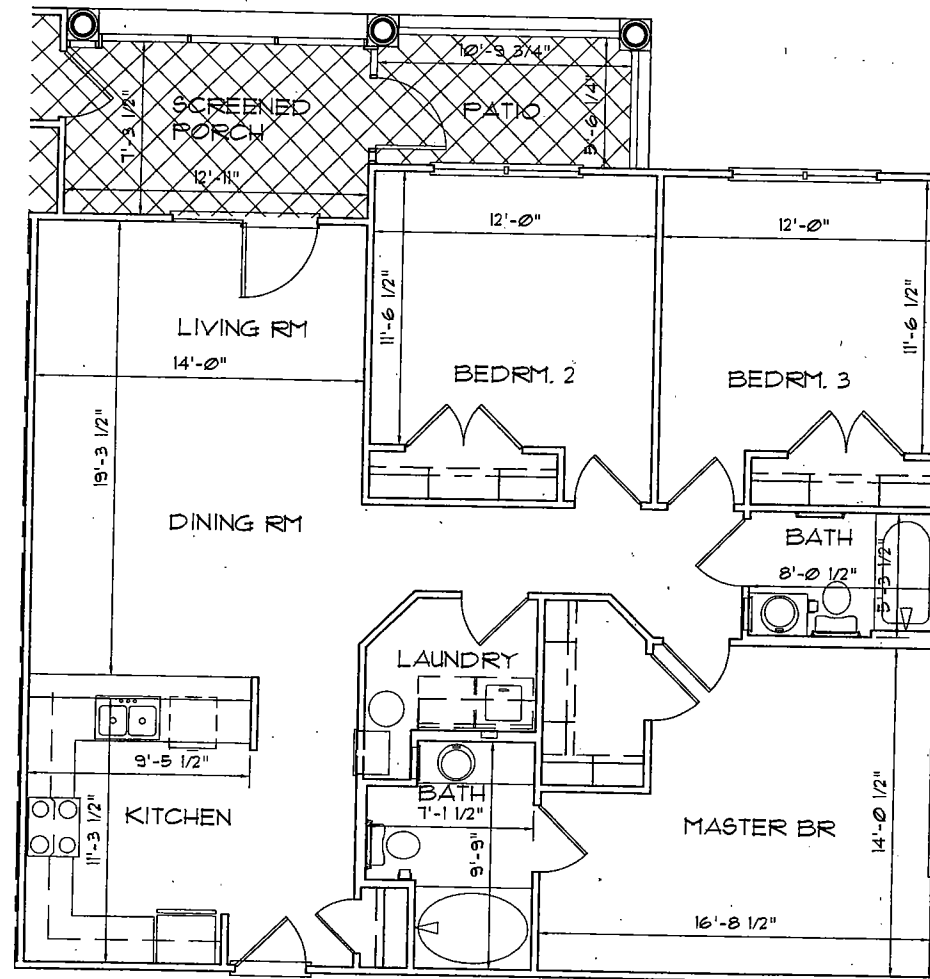 10'-9 3/4"
SCREENED
PORCH
7'-3 1/2"
PATIO
5'-6 1/4"
12'-11"
12'-0"
12'-0"
11'-6 1/2"
11'-6 1/2"
LIVING RM
14'-0"
BEDRM. 2
BEDRM. 3
19'-3 1/2"
DINING RM
BATH
8'-0 1/2"
5'-3 1/2"
LAUNDRY
9'-5 1/2"
KITCHEN
11'-3 1/2"
BATH
7'-1 1/2"
9'-9"
MASTER BR
14'-0 1/2"
16'-8 1/2"